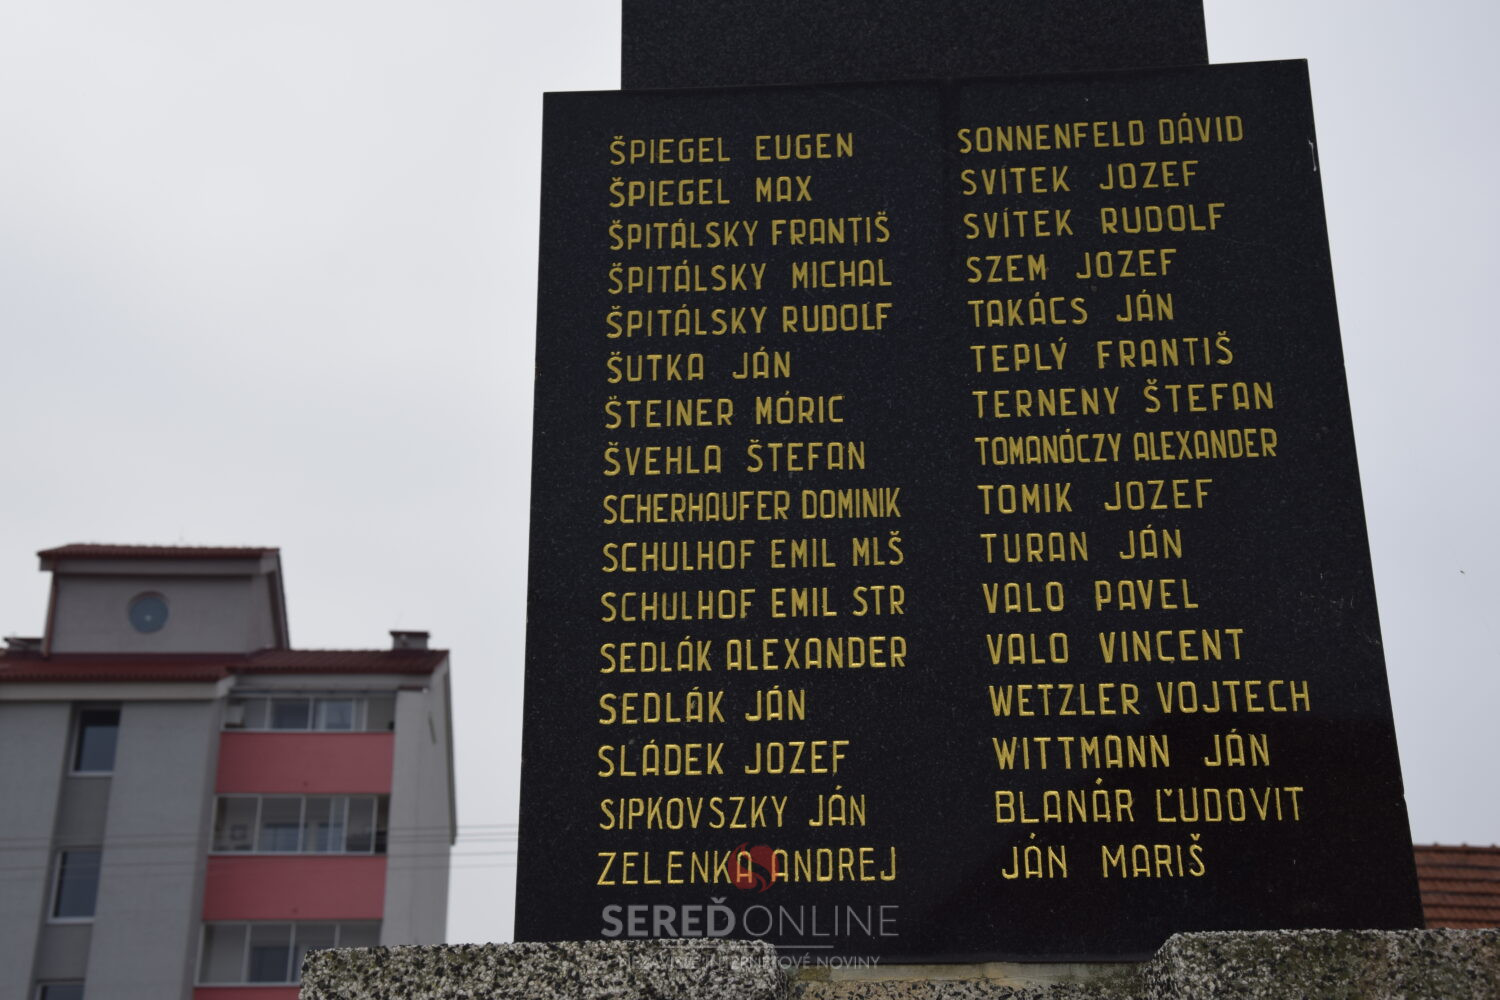 ŠPIEGEL EUGEN
ŠPIEGEL MAX
ŠPITÁLSKY FRANTIŠ
ŠPITÁLSKY MICHAL
ŠPITÁLSKY RUDOLF
ŠUTKA JÁN
ŠTEINER MÓRIC
ŠVEHLA ŠTEFAN
SCHERHAUFER DOMINIK
SCHULHOF EMIL MLŠ
SCHULHOF EMIL STR
SEDLÁK ALEXANDER
SEDLÁK JÁN
SLÁDEK JOZEF
SIPKOVSZKY JÁN
ZELENKA ANDREJ
SONNENFELD DÁVID
SVÍTEK JOZEF
SVÍTEK RUDOLF
SZEM JOZEF
TAKÁCS JÁN
TEPLÝ FRANTIŠ
TERNENY ŠTEFAN
TOMANÓCZY ALEXANDER
TOMIK JOZEF
TURAN JÁN
VALO PAVEL
VALO VINCENT
WETZLER VOJTECH
WITTMANN JÁN
BLANÁR ĽUDOVIT
JÁN MARIŠ
SEREĎONLINE
NEZÁVISLÉ INTERNETOVÉ NOVINY